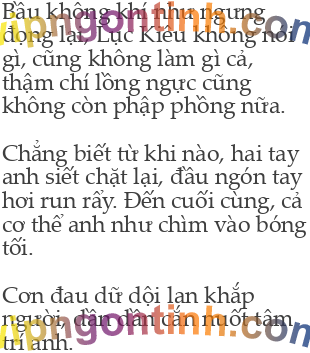 Bầu không khí như ngưng
đọng lại, Lục Kiêu không nói
gì, cũng không làm gì cả,
thậm chí lồng ngực cũng
không còn phập phồng nữa.
Chẳng biết từ khi nào, hai tay
anh siết chặt lại, đầu ngón tay
hơi run rẩy. Đến cuối cùng, cả
cơ thể anh như chìm vào bóng
tối.
Cơn đau dữ dội lan khắp
người, dần dần cắn nuốt tâm
trí anh.
vipngontinh.com
vipngontinh.com